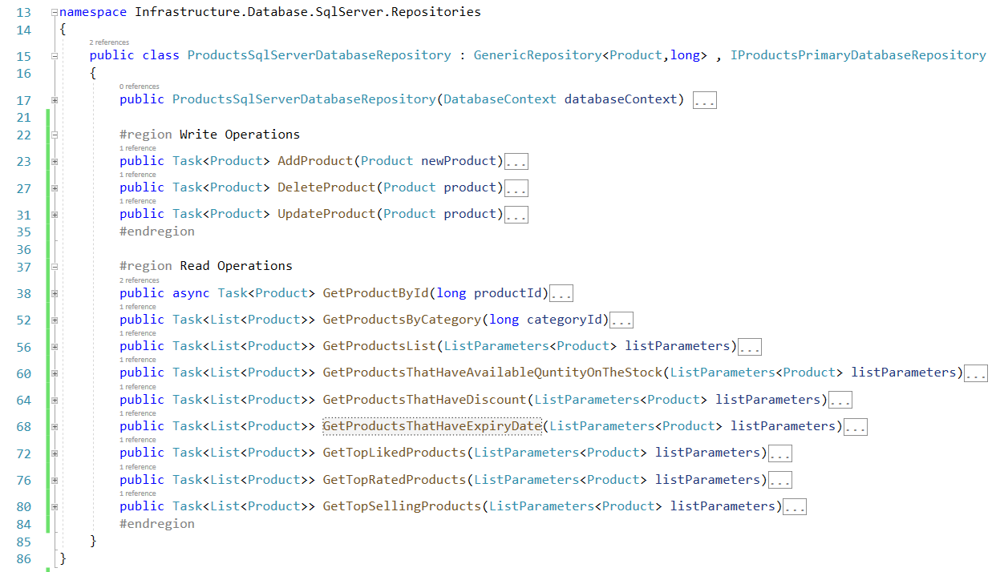 13 namespace Infrastructure.Database.SqlServer.Repositories
14 {
2 references
15 public class ProductsSqlServerDatabaseRepository : GenericRepository<Product,long> , IProductsPrimaryDatabaseRepository
16 {
0 references
17 public ProductsSqlServerDatabaseRepository(DatabaseContext databaseContext) ...
21
22 #region Write Operations
1 reference
23 public Task<Product> AddProduct(Product newProduct)...
1 reference
27 public Task<Product> DeleteProduct(Product product)...
1 reference
31 public Task<Product> UpdateProduct(Product product)...
35 #endregion
36
37 #region Read Operations
2 references
38 public async Task<Product> GetProductById(long productId)...
1 reference
52 public Task<List<Product>> GetProductsByCategory(long categoryId)...
1 reference
56 public Task<List<Product>> GetProductsList(ListParameters<Product> listParameters)...
1 reference
60 public Task<List<Product>> GetProductsThatHaveAvailableQuntityOnTheStock(ListParameters<Product> listParameters)...
1 reference
64 public Task<List<Product>> GetProductsThatHaveDiscount(ListParameters<Product> listParameters)...
1 reference
68 public Task<List<Product>> GetProductsThatHaveExpiryDate(ListParameters<Product> listParameters)...
1 reference
72 public Task<List<Product>> GetTopLikedProducts(ListParameters<Product> listParameters)...
1 reference
76 public Task<List<Product>> GetTopRatedProducts(ListParameters<Product> listParameters)...
1 reference
80 public Task<List<Product>> GetTopSellingProducts(ListParameters<Product> listParameters)...
84 #endregion
85 }
86 }